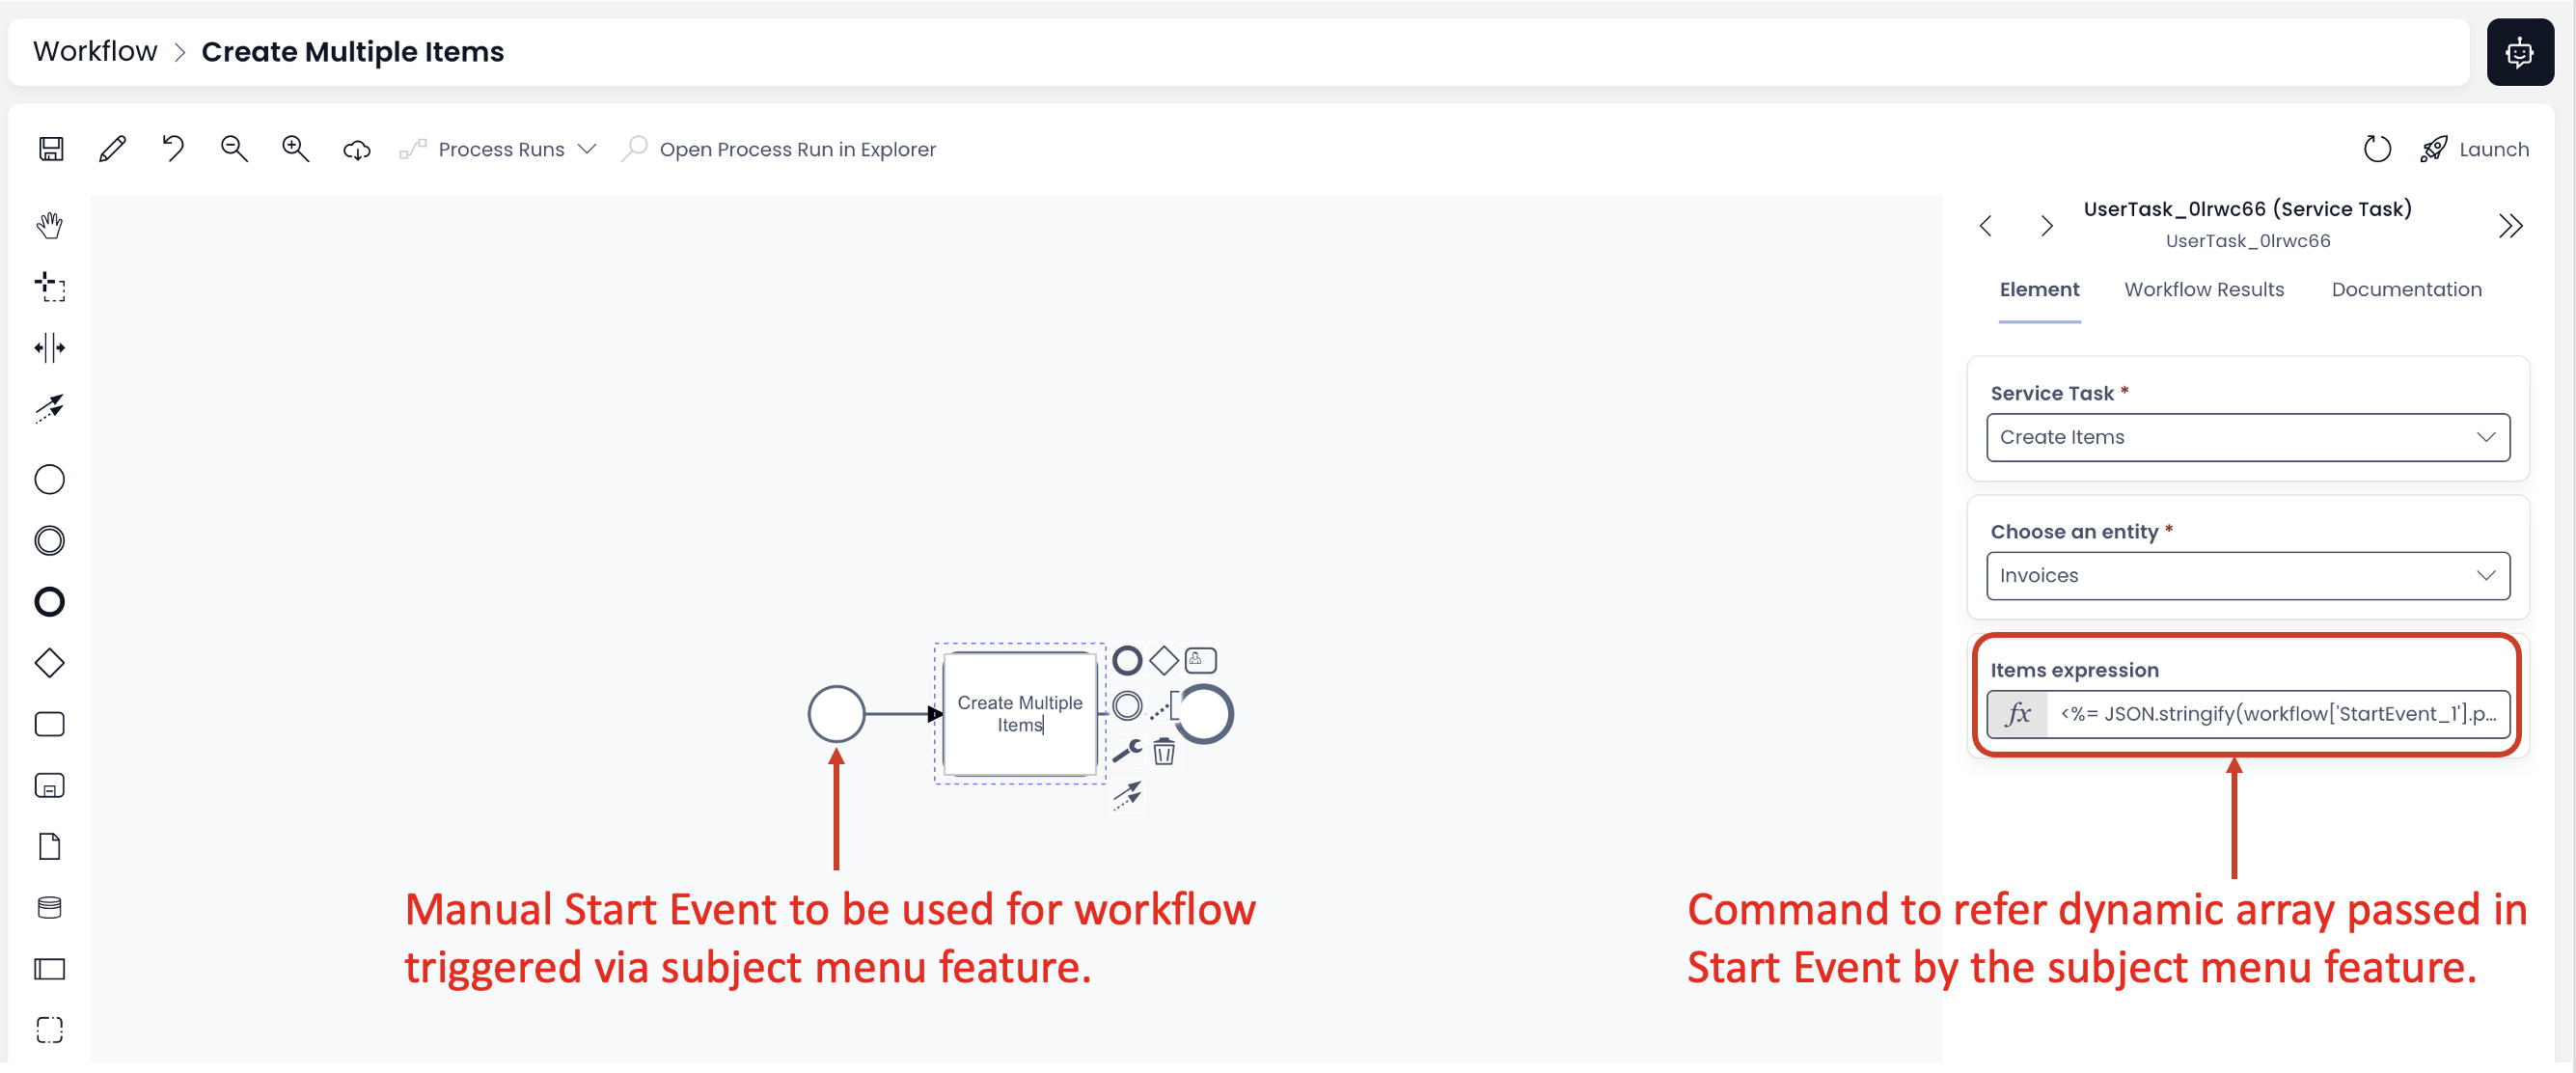 Workflow > Create Multiple Items
Process Runs
Open Process Run in Explorer
Launch
UserTask_0lrwc66 (Service Task)
UserTask_0lrwc66
Element
Workflow Results
Documentation
Service Task *
Create Items
Choose an entity *
Invoices
Items expression
fx
<%= JSON.stringify(workflow['StartEvent_1'].p...
Create Multiple
Items
Manual Start Event to be used for workflow
triggered via subject menu feature.
Command to refer dynamic array passed in
Start Event by the subject menu feature.